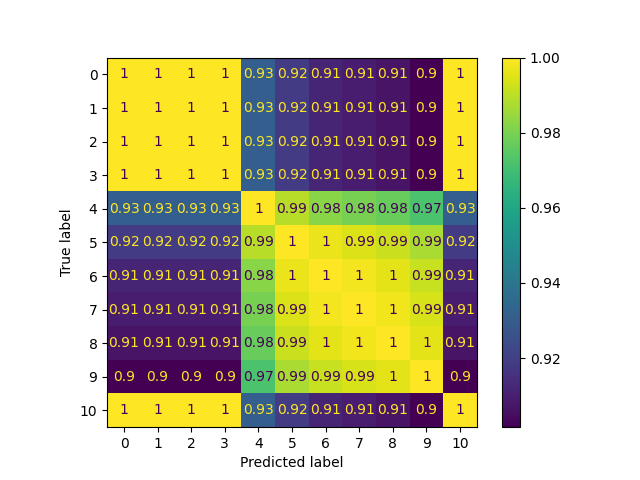 0 1 1 1 1 0.93 0.92 0.91 0.91 0.91 0.9 1
1 1 1 1 1 0.93 0.92 0.91 0.91 0.91 0.9 1
2 1 1 1 1 0.93 0.92 0.91 0.91 0.91 0.9 1
3 1 1 1 1 0.93 0.92 0.91 0.91 0.91 0.9 1
4 0.93 0.93 0.93 0.93 1 0.99 0.98 0.98 0.98 0.97 0.93
5 0.92 0.92 0.92 0.92 0.99 1 1 0.99 0.99 0.99 0.92
6 0.91 0.91 0.91 0.91 0.98 1 1 1 1 0.99 0.91
7 0.91 0.91 0.91 0.91 0.98 0.99 1 1 1 0.99 0.91
8 0.91 0.91 0.91 0.91 0.98 0.99 1 1 1 1 0.91
9 0.9 0.9 0.9 0.9 0.97 0.99 0.99 0.99 1 1 0.9
10 1 1 1 1 0.93 0.92 0.91 0.91 0.91 0.9 1
0 1 2 3 4 5 6 7 8 9 10
Predicted label
True label
1.00
0.98
0.96
0.94
0.92